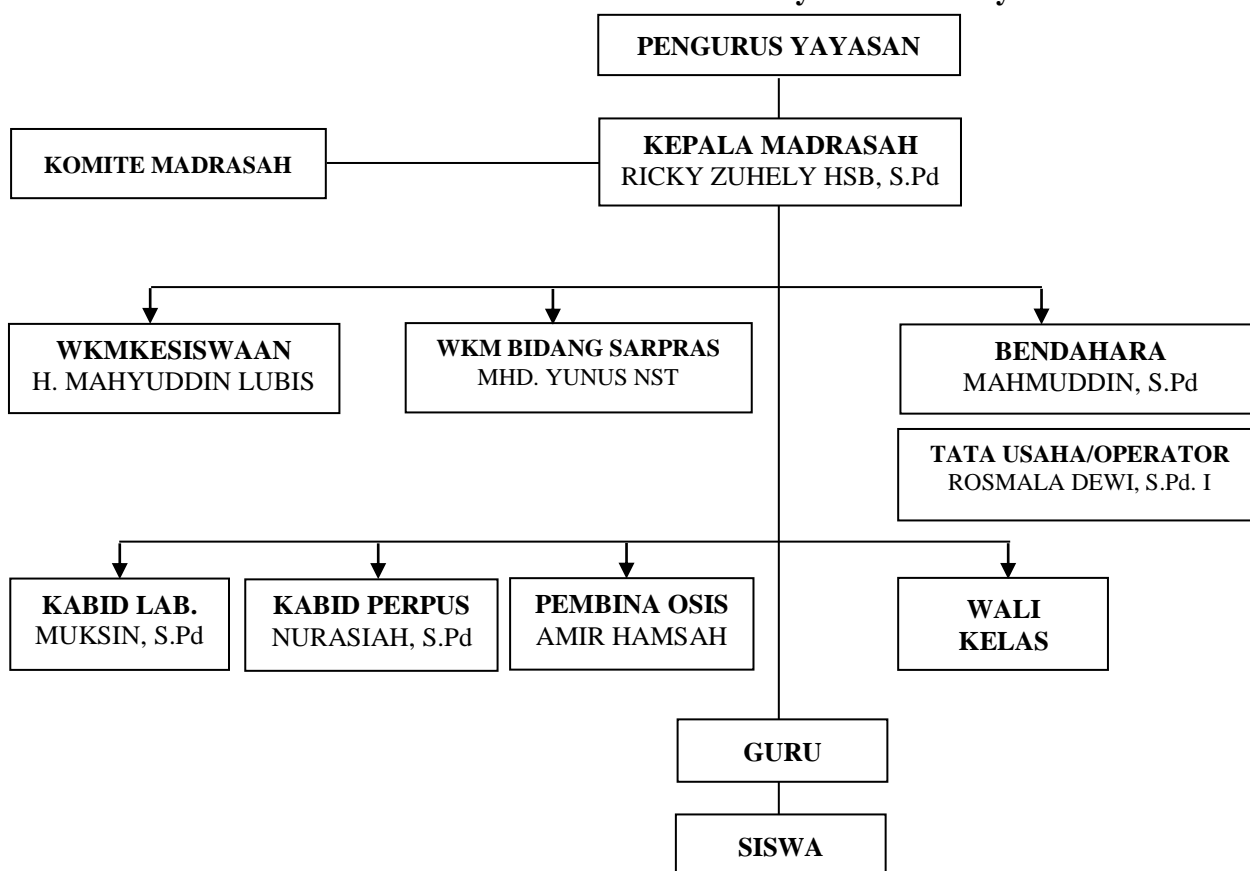 PENGURUS YAYASAN
KEPALA MADRASAH
RICKY ZUHELY HSB, S.Pd
KOMITE MADRASAH
WKMKESISWAAN
H. MAHYUDDIN LUBIS
WKM BIDANG SARPRAS
MHD. YUNUS NST
BENDAHARA
MAHMUDDIN, S.Pd
TATA USAHA/OPERATOR
ROSMALA DEWI, S.Pd. I
KABID LAB.
MUKSIN, S.Pd
KABID PERPUS
NURASIAH, S.Pd
PEMBINA OSIS
AMIR HAMSAH
WALI
KELAS
GURU
SISWA